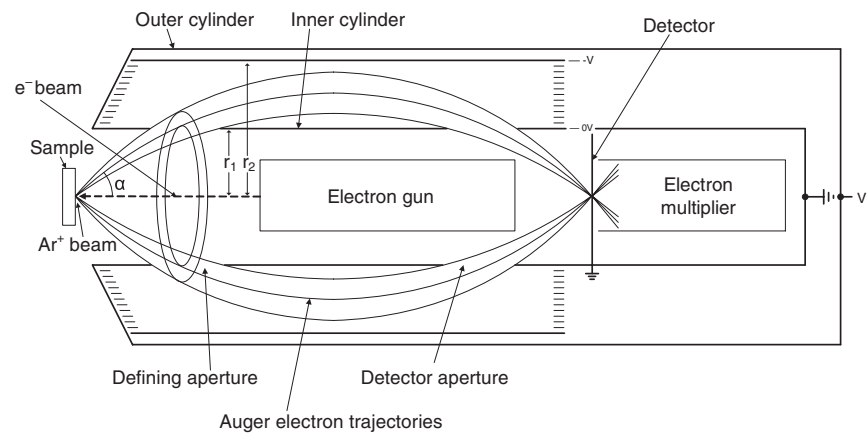 Outer cylinder
Inner cylinder
Detector
e⁻ beam
-V
0V
Sample
r₁ r₂
α
Electron gun
Electron
multiplier
V
Ar⁺ beam
Defining aperture
Detector aperture
Auger electron trajectories